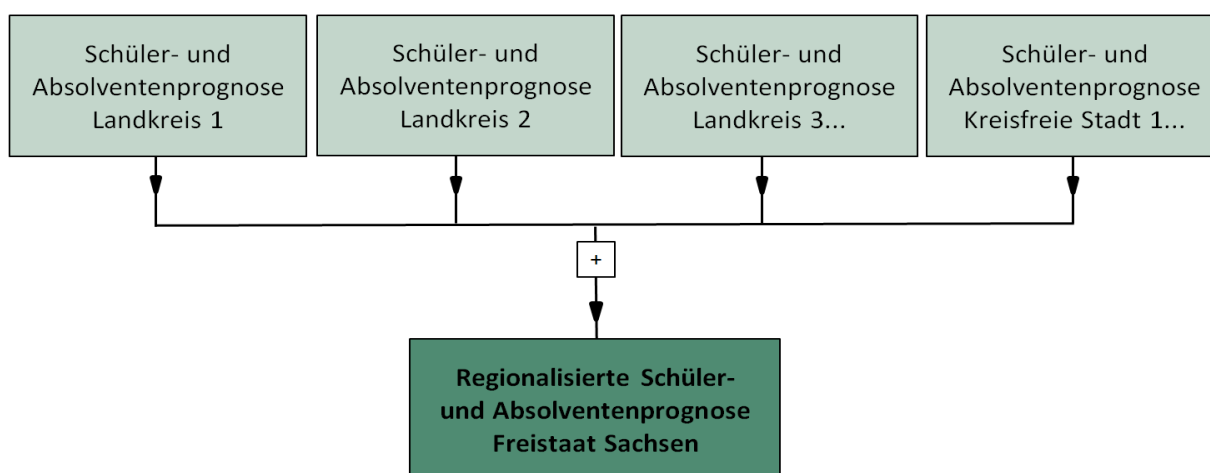 Schüler- und
Absolventenprognose
Landkreis 1
Schüler- und
Absolventenprognose
Landkreis 2
Schüler- und
Absolventenprognose
Landkreis 3...
Schüler- und
Absolventenprognose
Kreisfreie Stadt 1...
+
Regionalisierte Schüler-
und Absolventenprognose
Freistaat Sachsen